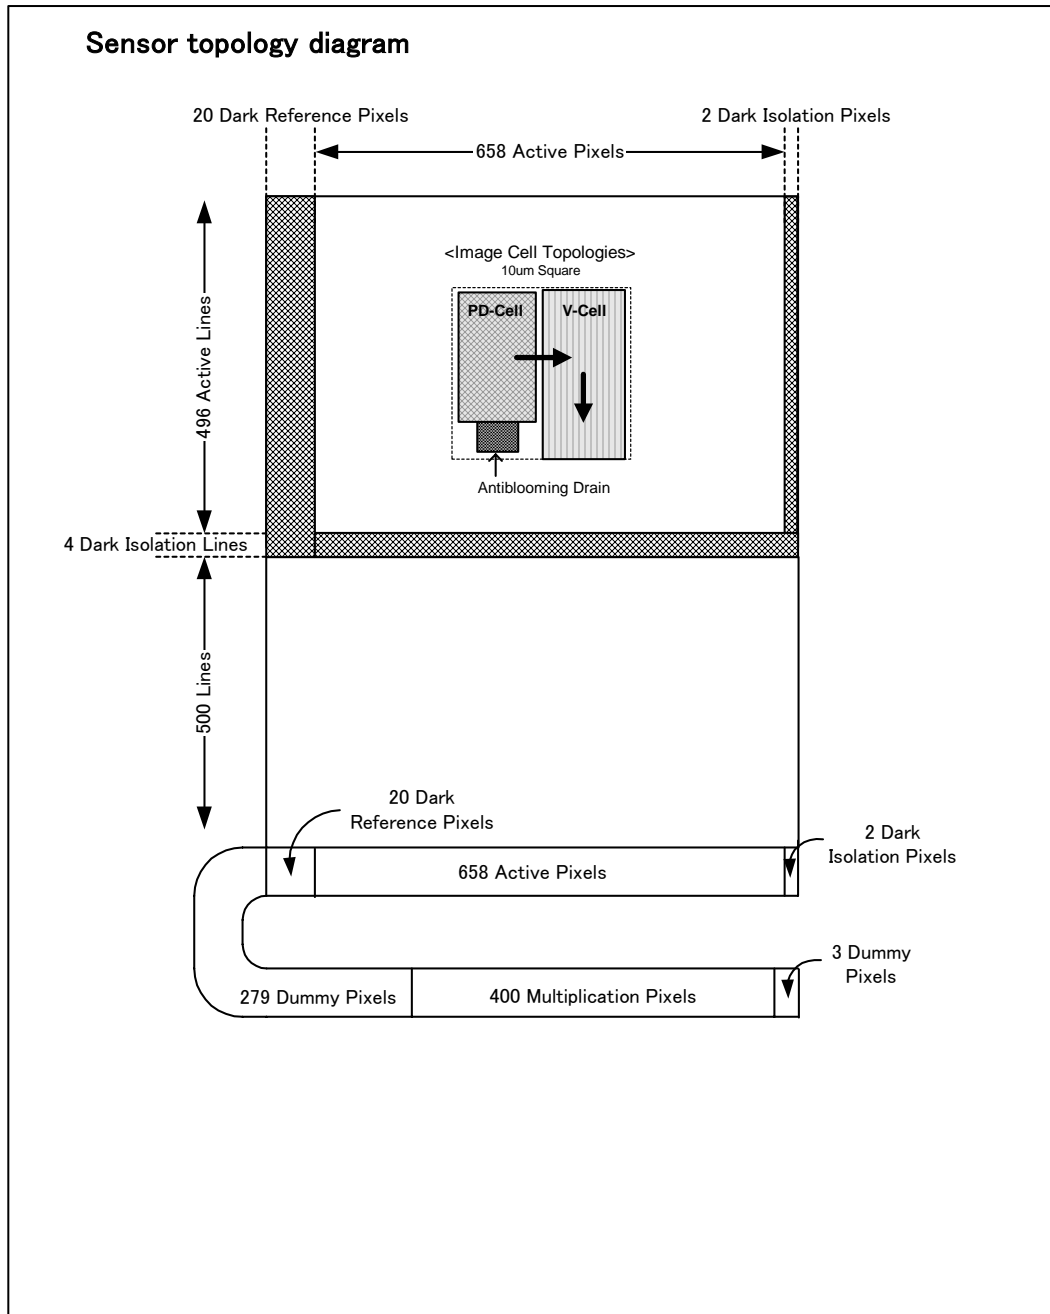 Sensor topology diagram
20 Dark Reference Pixels
2 Dark Isolation Pixels
658 Active Pixels
496 Active Lines
<Image Cell Topologies>
10um Square
PD-Cell
V-Cell
Antiblooming Drain
4 Dark Isolation Lines
500 Lines
20 Dark
Reference Pixels
2 Dark
Isolation Pixels
658 Active Pixels
3 Dummy
Pixels
279 Dummy Pixels
400 Multiplication Pixels